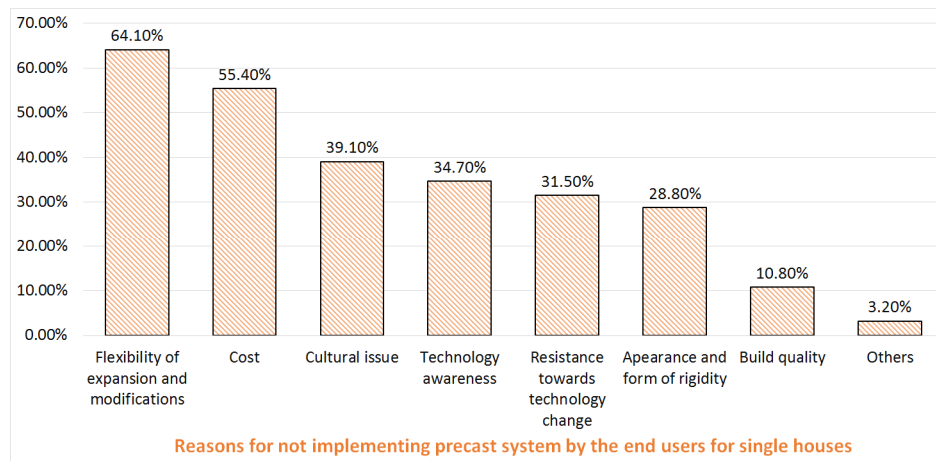 70.00%
60.00%
50.00%
40.00%
30.00%
20.00%
10.00%
0.00%
64.10%
55.40%
39.10%
34.70%
31.50%
28.80%
10.80%
3.20%
Flexibility of
expansion and
modifications
Cost
Cultural issue
Technology
awareness
Resistance
towards
technology
change
Apearance and
form of rigidity
Build quality
Others
Reasons for not implementing precast system by the end users for single houses